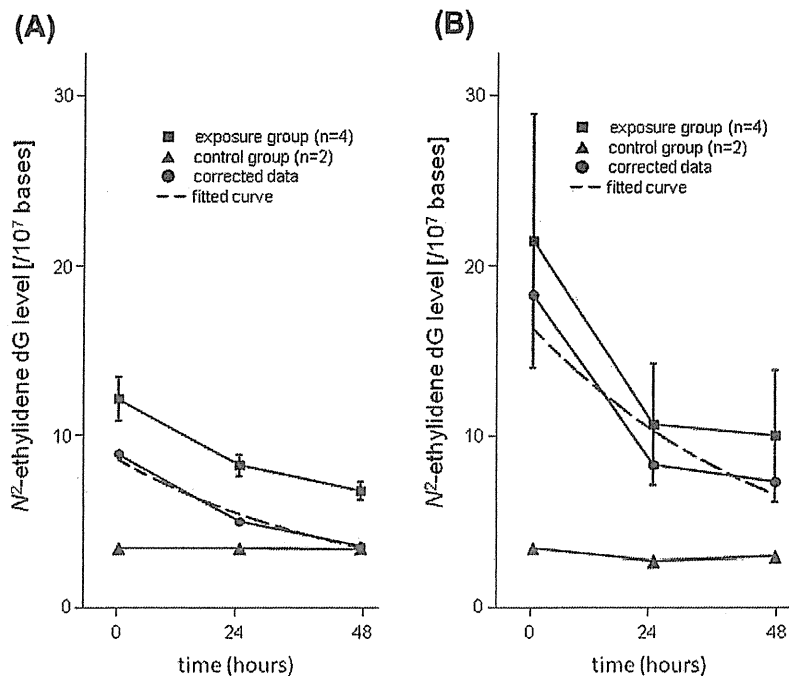 (A)
N²-ethylidene dG level [/10⁷ bases]
30
20
10
0
exposure group (n=4)
control group (n=2)
corrected data
fitted curve
0 24 48
time (hours)
(B)
N²-ethylidene dG level [/10⁷ bases]
30
20
10
0
exposure group (n=4)
control group (n=2)
corrected data
fitted curve
0 24 48
time (hours)